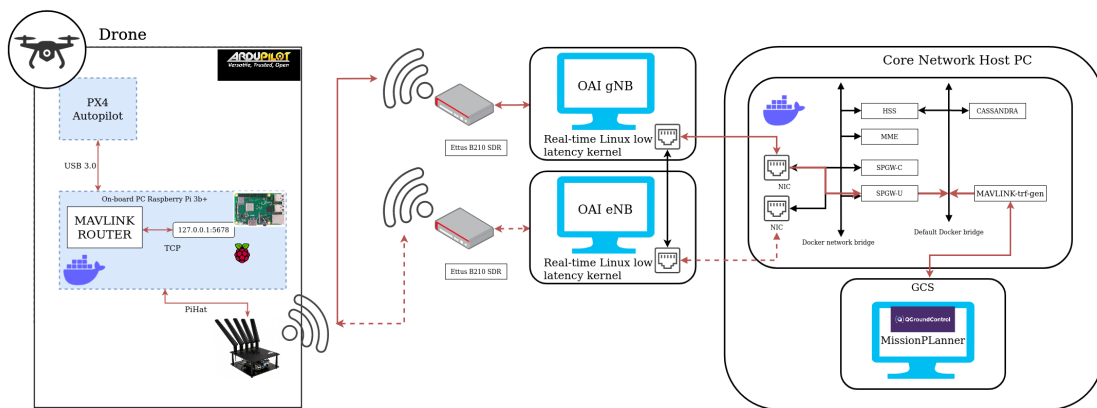 Drone
ARDUPILOT
Versatile, Trusted, Open
PX4
Autopilot
USB 3.0
On-board PC Raspberry Pi 3b+
MAVLINK
ROUTER
127.0.0.1:5678
TCP
PiHat
Ettus B210 SDR
OAI gNB
Real-time Linux low
latency kernel
Ettus B210 SDR
OAI eNB
Real-time Linux low
latency kernel
Core Network Host PC
HSS
CASSANDRA
MME
SPGW-C
NIC
SPGW-U
MAVLINK-trf-gen
NIC
Docker network bridge
Default Docker bridge
GCS
QGroundControl
MissionPLanner